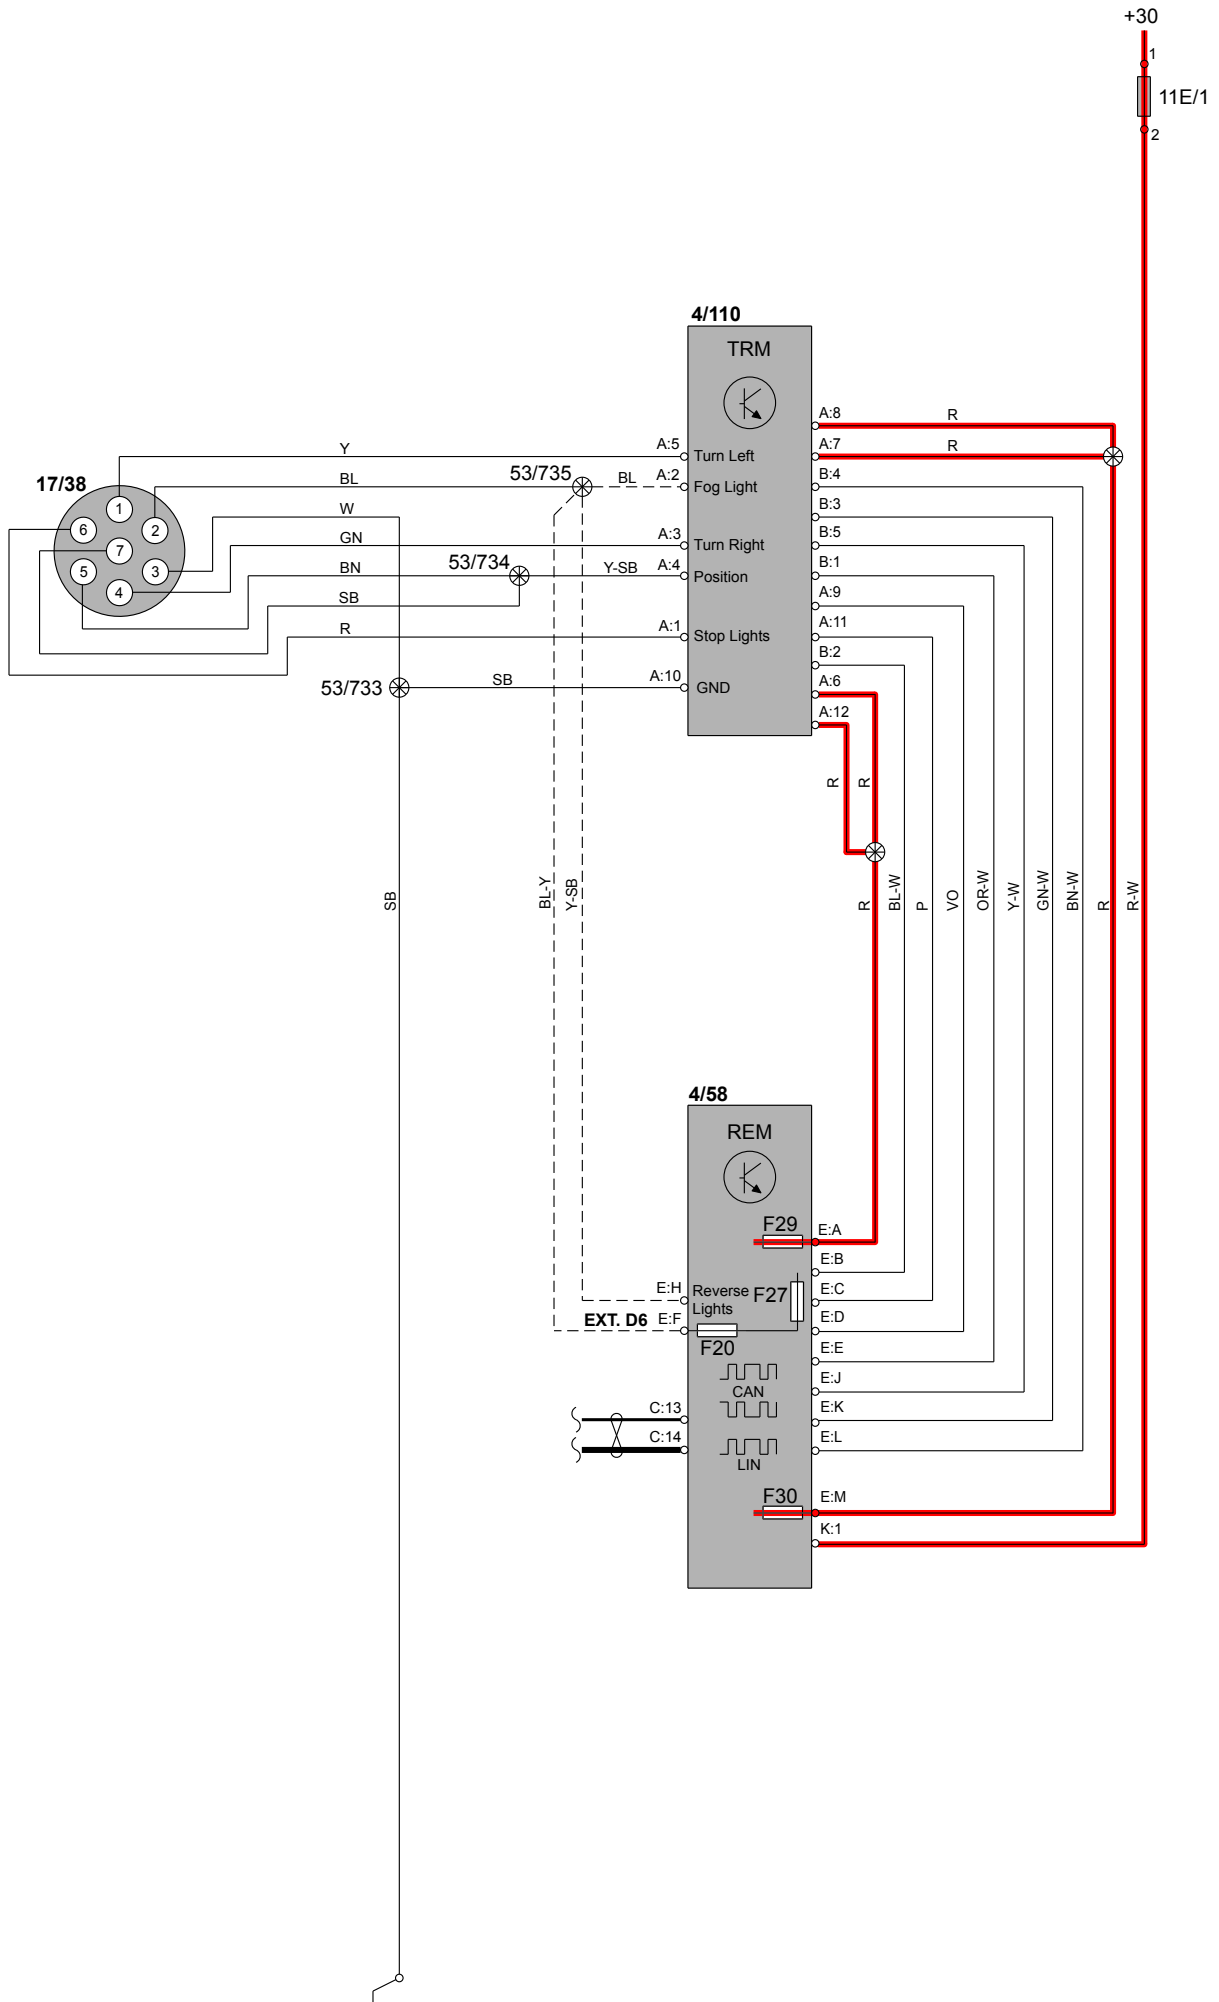 +30
1
11E/1
2
4/110
TRM
A:8 R
Y A:5 Turn Left A:7 R
17/38 BL 53/735 BL A:2 Fog Light B:4
1
6 2 W B:3
7 GN A:3 Turn Right B:5
5 3 BN 53/734 Y-SB A:4 Position B:1
4 SB A:9
R A:1 Stop Lights A:11
B:2
53/733 SB A:10 GND A:6
A:12
R R
SB BL-Y Y-SB R BL-W P VO OR-W Y-W GN-W BN-W R R-W
4/58
REM
F29 E:A
E:B
E:H Reverse Lights F27 E:C
EXT. D6 E:F E:D
F20 E:E
CAN E:J
C:13 E:K
C:14 E:L
LIN
F30 E:M
K:1